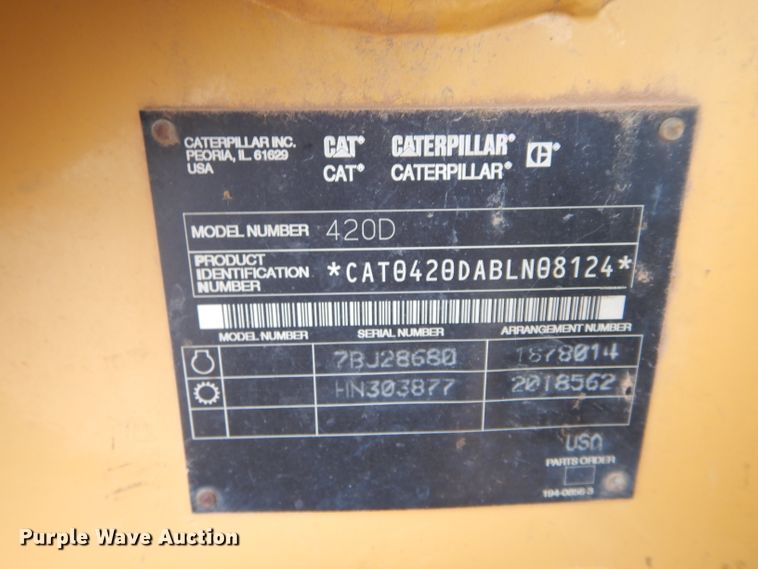 CATERPILLAR INC.
PEORIA, IL. 61629
USA
CAT® CATERPILLAR® C®
CAT® CATERPILLAR®
MODEL NUMBER 420D
PRODUCT
IDENTIFICATION
NUMBER
*CAT0420DABLN08124*
MODEL NUMBER SERIAL NUMBER ARRANGEMENT NUMBER
7BJ28680 1878014
HN303877 2018562
USA
PARTS ORDER
194-0856 3
Purple Wave Auction